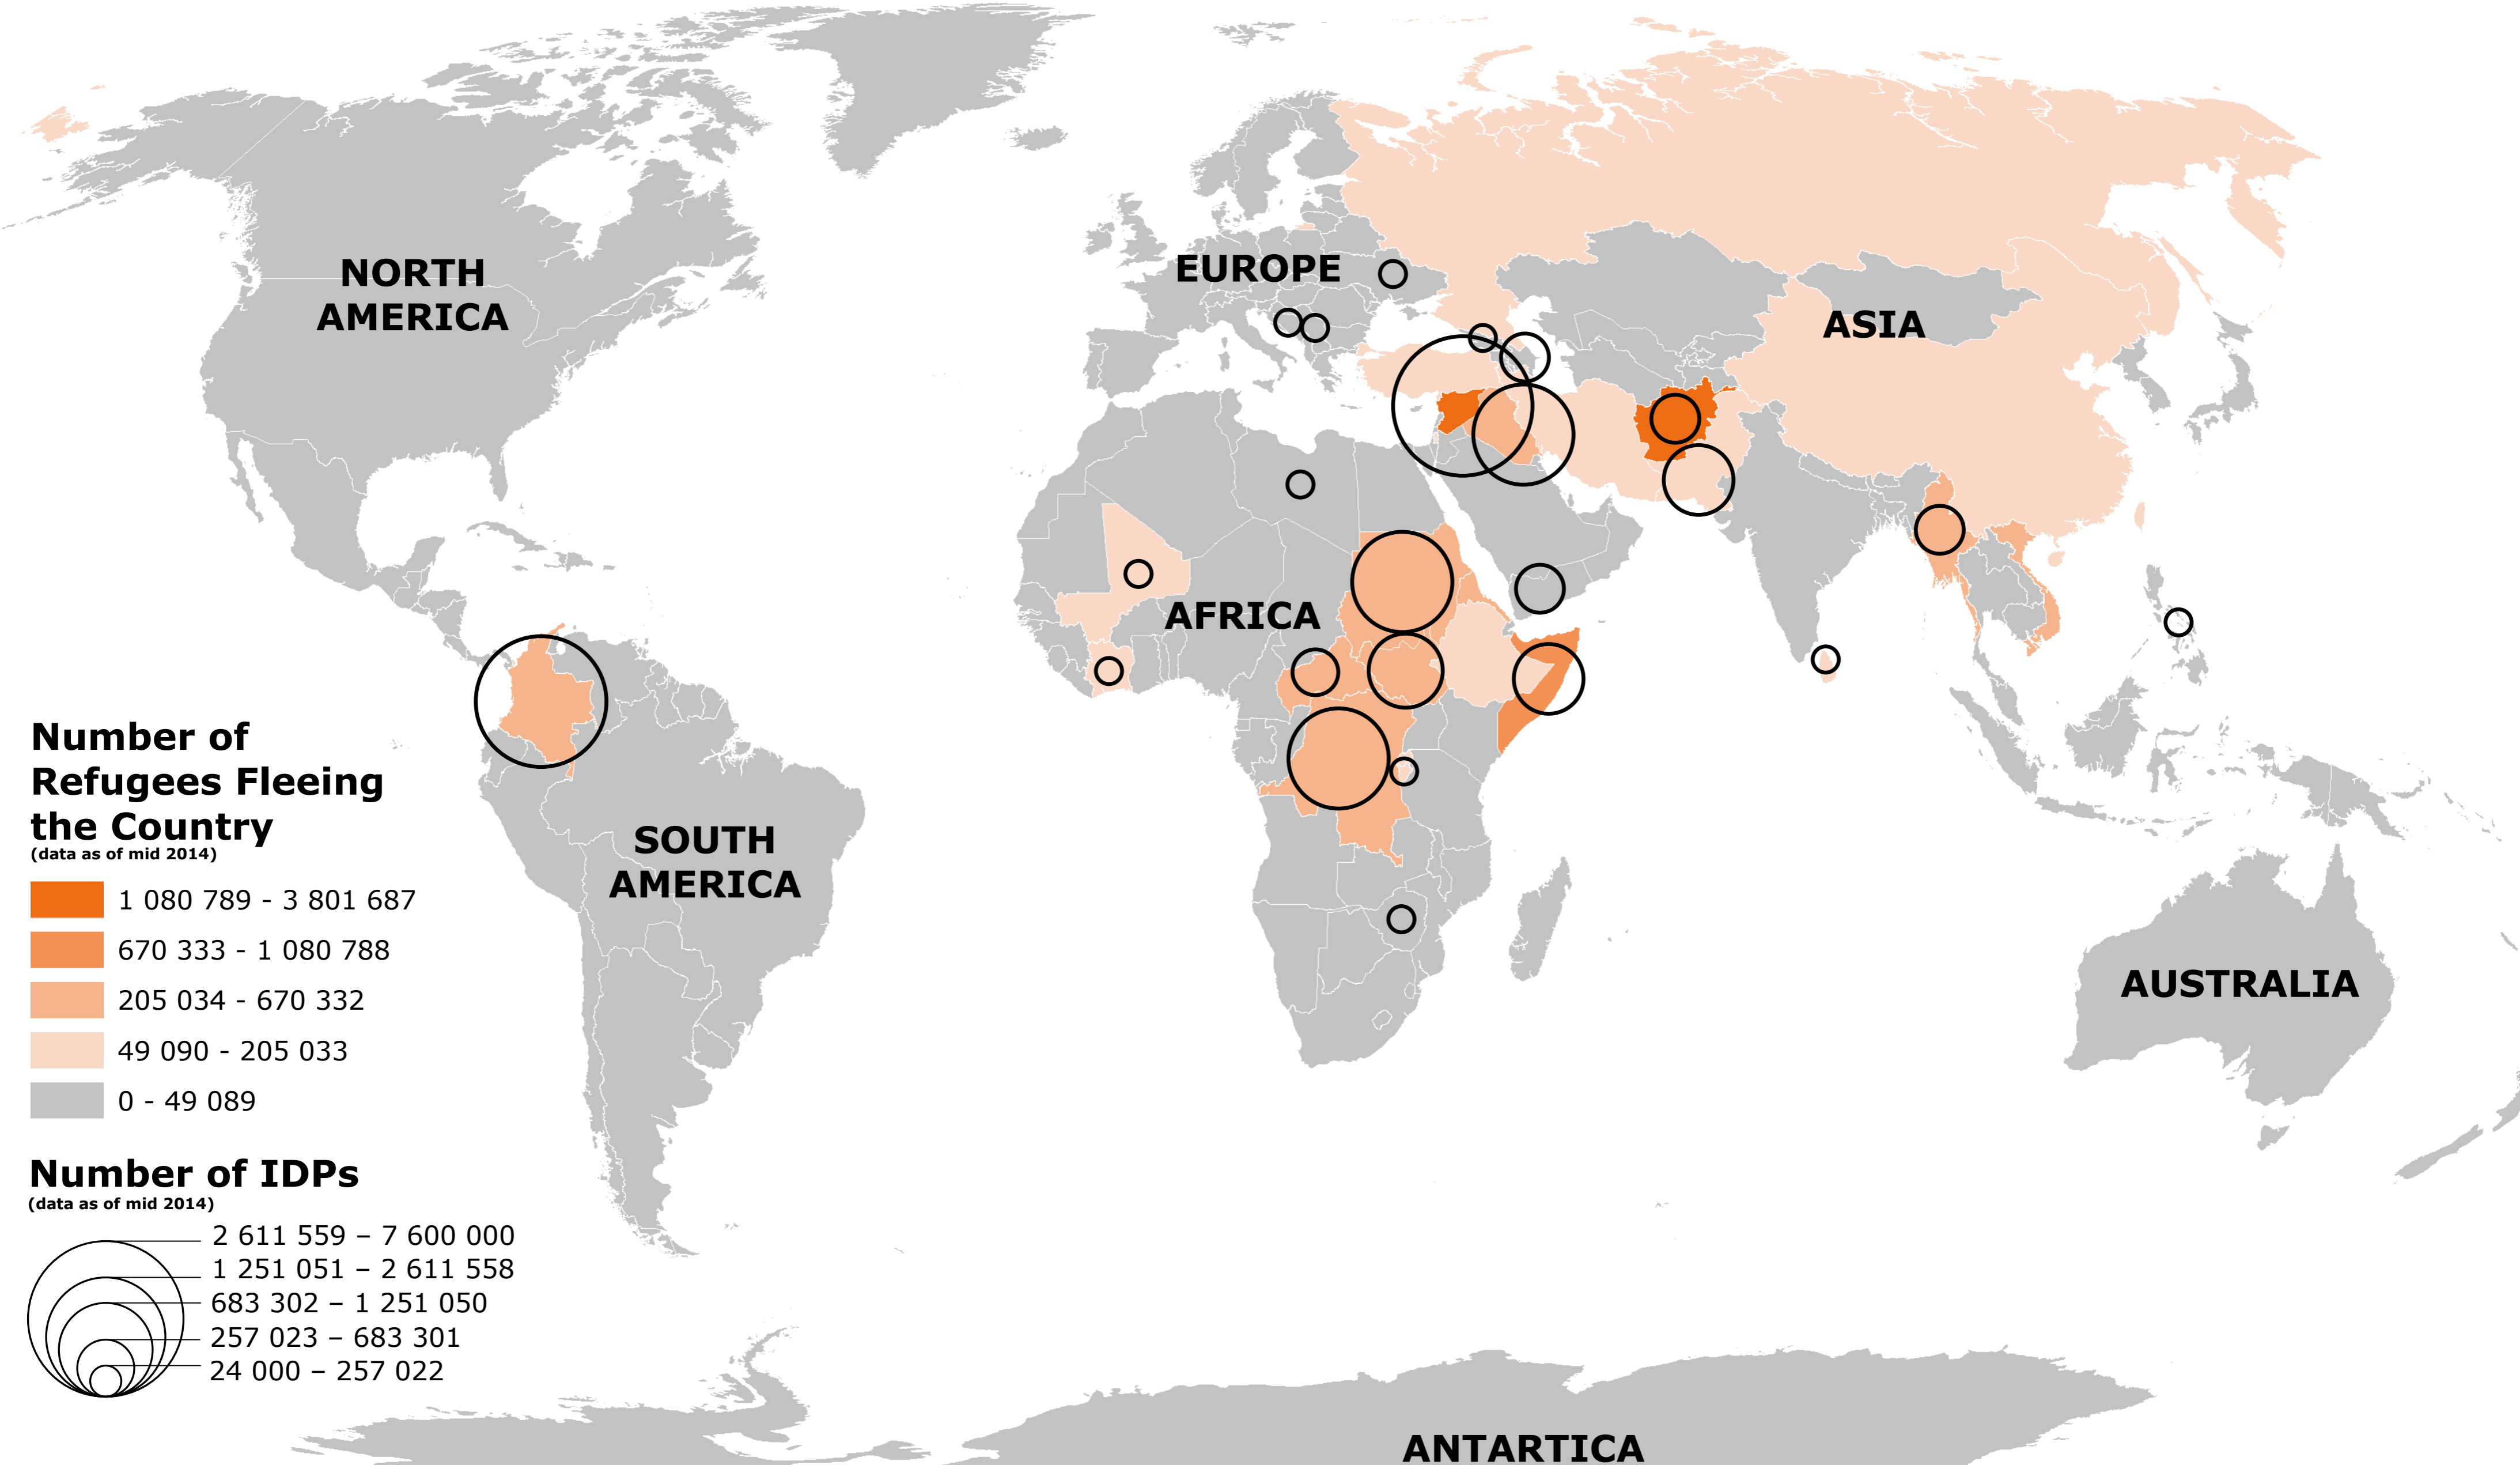 NORTH
AMERICA
EUROPE
ASIA
AFRICA
SOUTH
AMERICA
AUSTRALIA
ANTARTICA
Number of
Refugees Fleeing
the Country
(data as of mid 2014)
1 080 789 - 3 801 687
670 333 - 1 080 788
205 034 - 670 332
49 090 - 205 033
0 - 49 089
Number of IDPs
(data as of mid 2014)
2 611 559 – 7 600 000
1 251 051 – 2 611 558
683 302 – 1 251 050
257 023 – 683 301
24 000 – 257 022